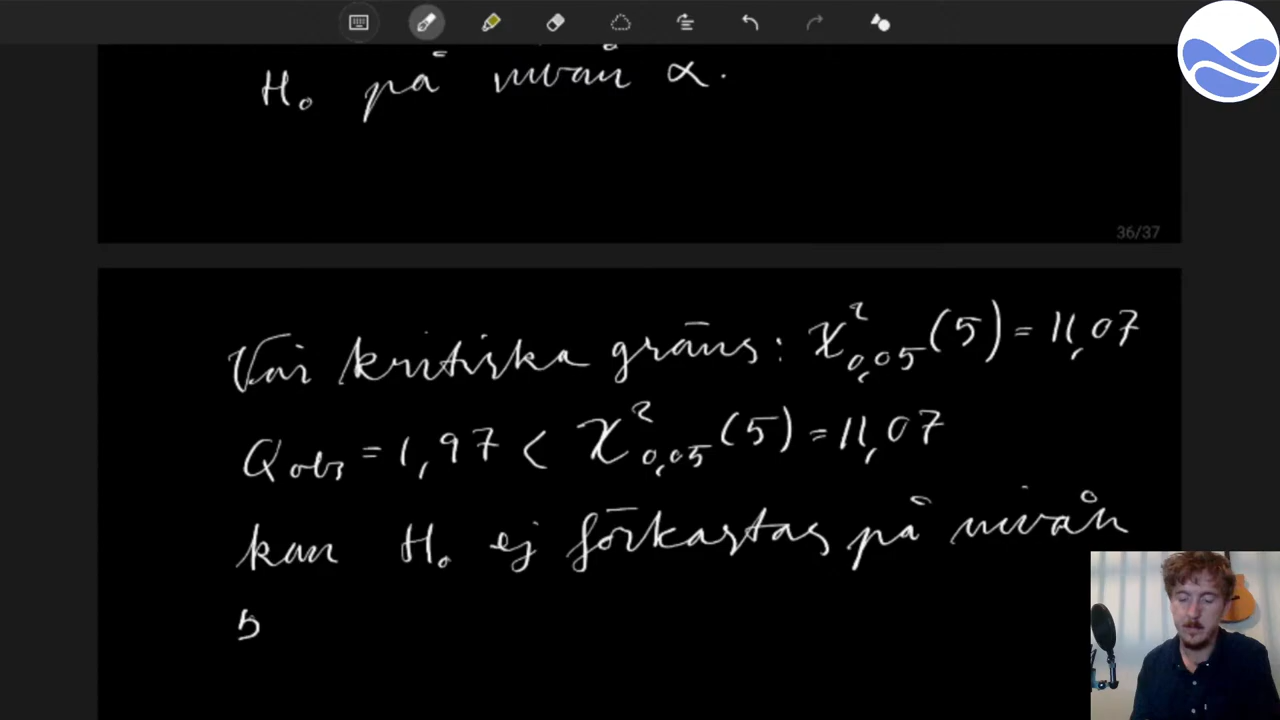 H₀ på nivån α.
36/37
Vår kritiska gräns: χ²₀,₀₅(5) = 11,07
Qobs = 1,97 < χ²₀,₀₅(5) = 11,07
kan H₀ ej förkastas på nivån
5